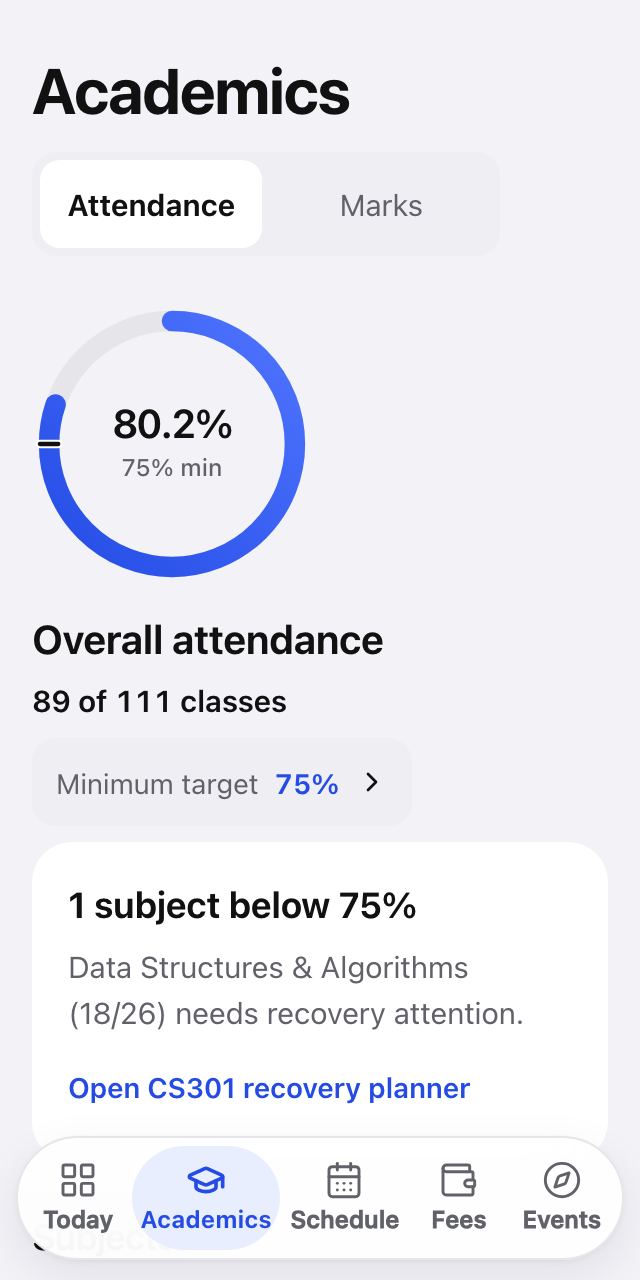 Academics
Attendance
Marks
80.2%
75% min
Overall attendance
89 of 111 classes
Minimum target 75%
1 subject below 75%
Data Structures & Algorithms
(18/26) needs recovery attention.
Open CS301 recovery planner
Today
Academics
Schedule
Fees
Events